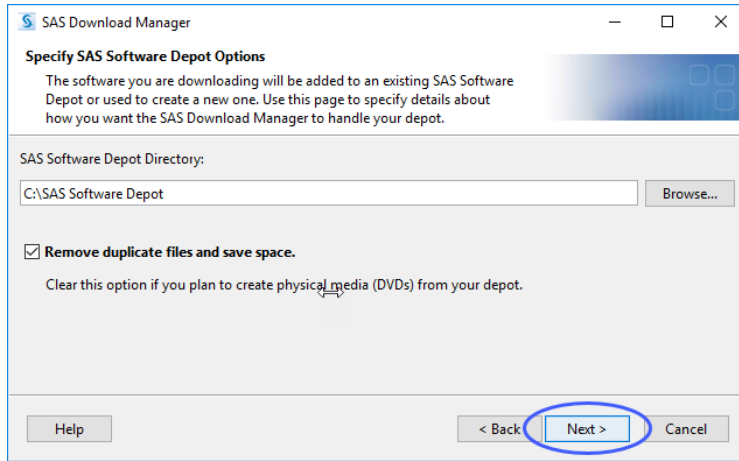 SAS Download Manager
Specify SAS Software Depot Options
The software you are downloading will be added to an existing SAS Software
Depot or used to create a new one. Use this page to specify details about
how you want the SAS Download Manager to handle your depot.
SAS Software Depot Directory:
C:\SAS Software Depot
Browse...
Remove duplicate files and save space.
Clear this option if you plan to create physical media (DVDs) from your depot.
Help
< Back
Next >
Cancel